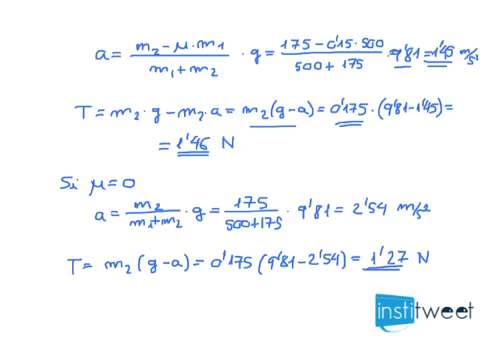 a = (m2 - μ·m1)/(m1 + m2) · g = (175 - 0'15·500)/(500 + 175) · 9'81 = 1'45 m/s²
T = m2 · g - m2 · a = m2 (g - a) = 0'175 · (9'81 - 1'45) =
= 1'46 N
Si μ = 0
a = m2/(m1 + m2) · g = 175/(500 + 175) · 9'81 = 2'54 m/s²
T = m2 (g - a) = 0'175 (9'81 - 2'54) = 1'27 N
institweet